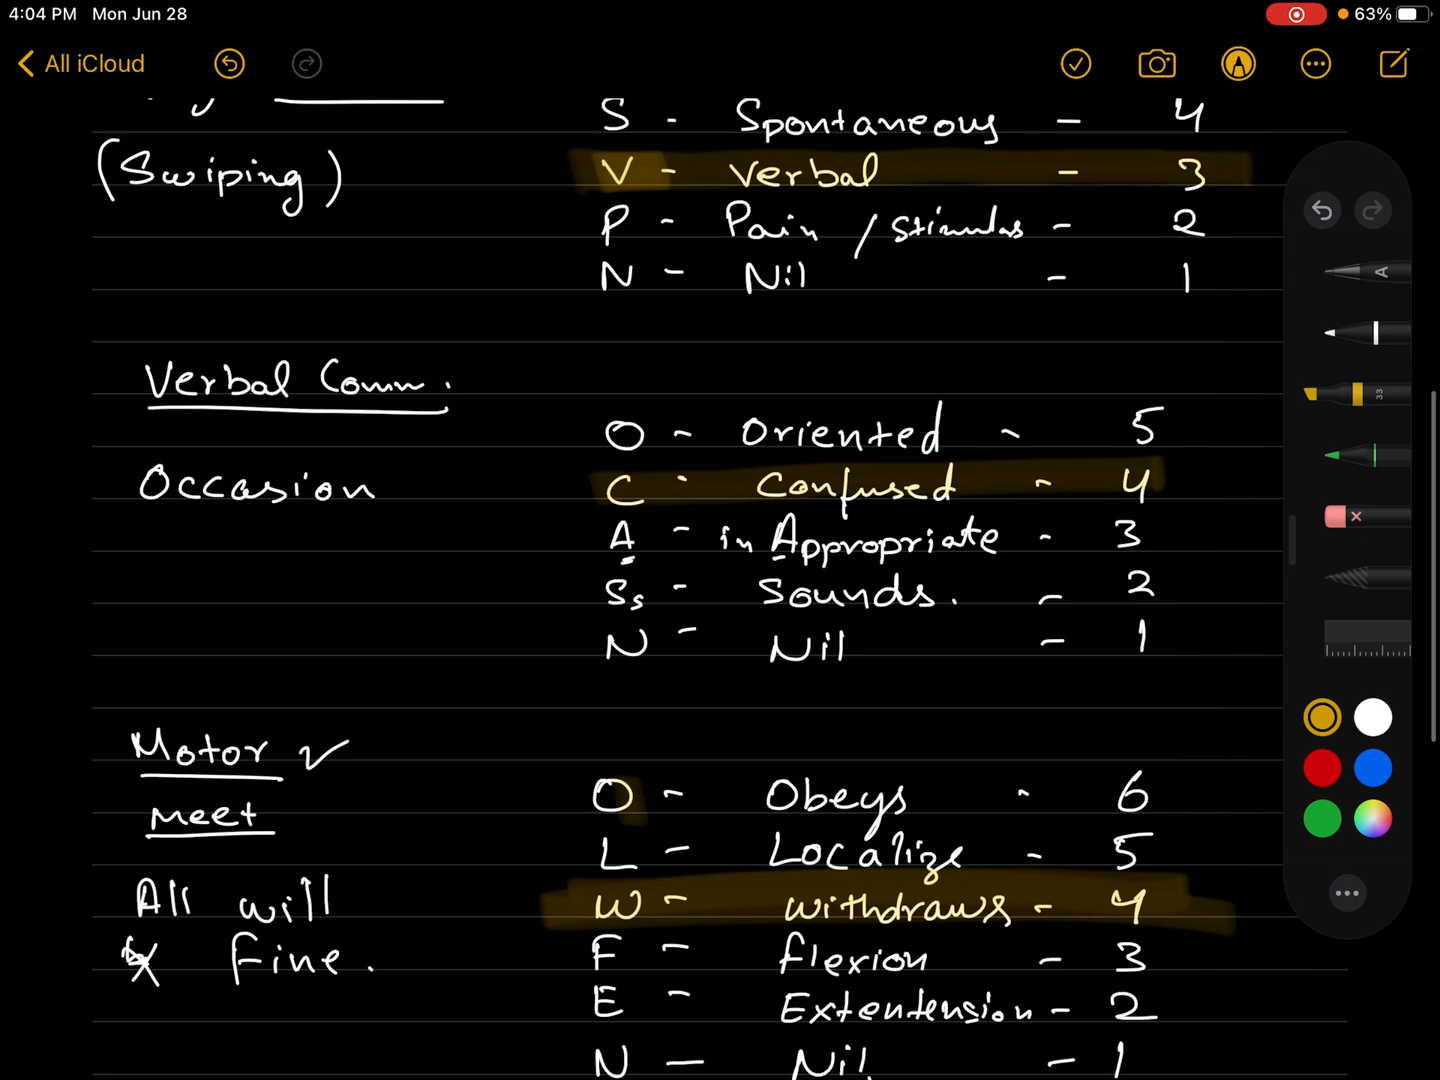 4:04 PM Mon Jun 28
63%
All iCloud
S - Spontaneous - 4
(Swiping)
V - Verbal - 3
P - Pain / Stimulus - 2
N - Nil - 1
Verbal Comm.
O - Oriented - 5
Occasion
C - Confused - 4
A - in Appropriate - 3
Ss - Sounds. - 2
N - Nil - 1
Motor ✓
Meet
O - Obeys - 6
L - Localize - 5
All will
W - withdraws - 4
Fine.
F - flexion - 3
E - Extentension - 2
N - Nil - 1
A
33